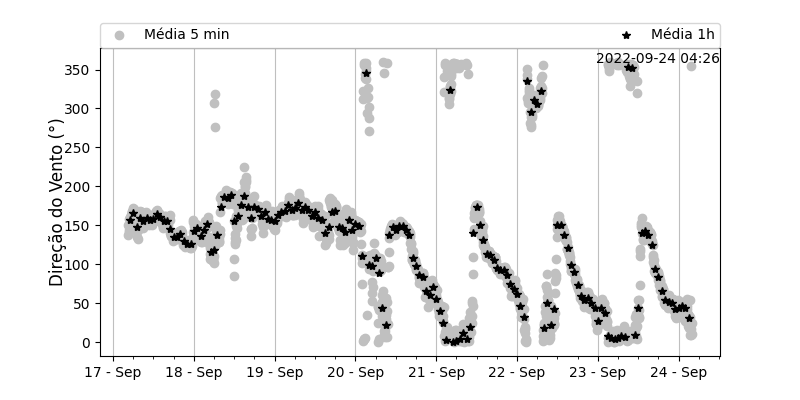 Média 5 min
Média 1h
2022-09-24 04:26
Direção do Vento (°)
350
300
250
200
150
100
50
0
17 - Sep
18 - Sep
19 - Sep
20 - Sep
21 - Sep
22 - Sep
23 - Sep
24 - Sep